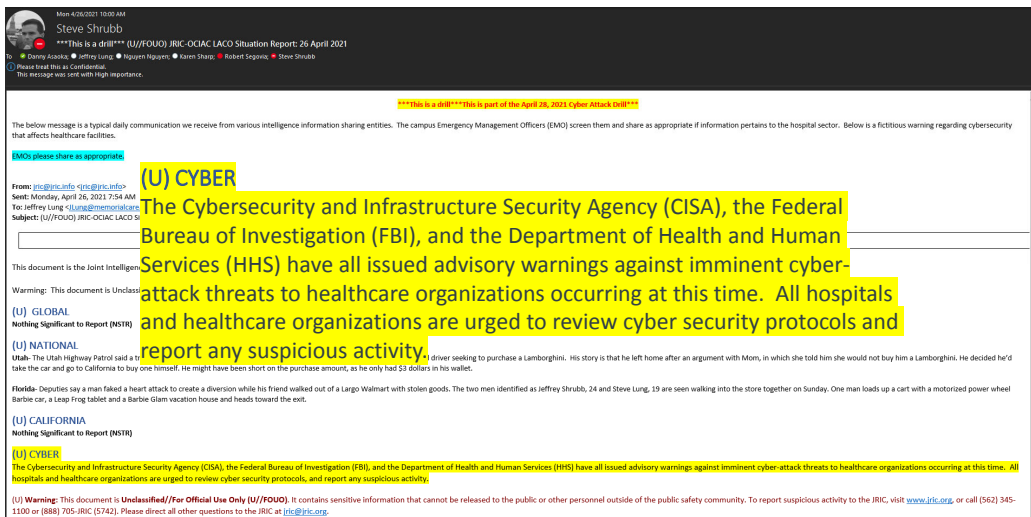 Mon 4/26/2021 10:00 AM
Steve Shrubb
***This is a drill*** (U//FOUO) JRIC-OCIAC LACO Situation Report: 26 April 2021
To Danny Asaoka; Jeffrey Lung; Nguyen Nguyen; Karen Sharp; Robert Segovia; Steve Shrubb
Please treat this as Confidential.
This message was sent with High importance.
***This is a drill***This is part of the April 28, 2021 Cyber Attack Drill***
The below message is a typical daily communication we receive from various intelligence information sharing entities. The campus Emergency Management Officers (EMO) screen them and share as appropriate if information pertains to the hospital sector. Below is a fictitious warning regarding cybersecurity
that affects healthcare facilities.
EMOs please share as appropriate.
From: jric@jric.info <jric@jric.info>
Sent: Monday, April 26, 2021 7:54 AM
To: Jeffrey Lung <JLung@memorialcare.
Subject: (U//FOUO) JRIC-OCIAC LACO
(U) CYBER
The Cybersecurity and Infrastructure Security Agency (CISA), the Federal
Bureau of Investigation (FBI), and the Department of Health and Human
Services (HHS) have all issued advisory warnings against imminent cyber-
attack threats to healthcare organizations occurring at this time. All hospitals
and healthcare organizations are urged to review cyber security protocols and
report any suspicious activity.
This document is the Joint
Warning: This document is
(U) GLOBAL
Nothing Significant to Report (NSTR)
(U) NATIONAL
Utah- The Utah Highway Patrol said a driver seeking to purchase a Lamborghini. His story is that he left home after an argument with Mom, in which she told him she would not buy him a Lamborghini. He decided he'd
take the car and go to California to buy one himself. He might have been short on the purchase amount, as he only had $3 dollars in his wallet.
Florida- Deputies say a man faked a heart attack to create a diversion while his friend walked out of a Largo Walmart with stolen goods. The two men identified as Jeffrey Shrubb, 24 and Steve Lung, 19 are seen walking into the store together on Sunday. One man loads up a cart with a motorized power wheel
Barbie car, a Leap Frog tablet and a Barbie Glam vacation house and heads toward the exit.
(U) CALIFORNIA
Nothing Significant to Report (NSTR)
(U) CYBER
The Cybersecurity and Infrastructure Security Agency (CISA), the Federal Bureau of Investigation (FBI), and the Department of Health and Human Services (HHS) have all issued advisory warnings against imminent cyber-attack threats to healthcare organizations occurring at this time. All
hospitals and healthcare organizations are urged to review cyber security protocols, and report any suspicious activity.
(U) Warning: This document is Unclassified//For Official Use Only (U//FOUO). It contains sensitive information that cannot be released to the public or other personnel outside of the public safety community. To report suspicious activity to the JRIC, visit www.jric.org, or call (562) 345-
1100 or (888) 705-JRIC (5742). Please direct all other questions to the JRIC at jric@jric.org.